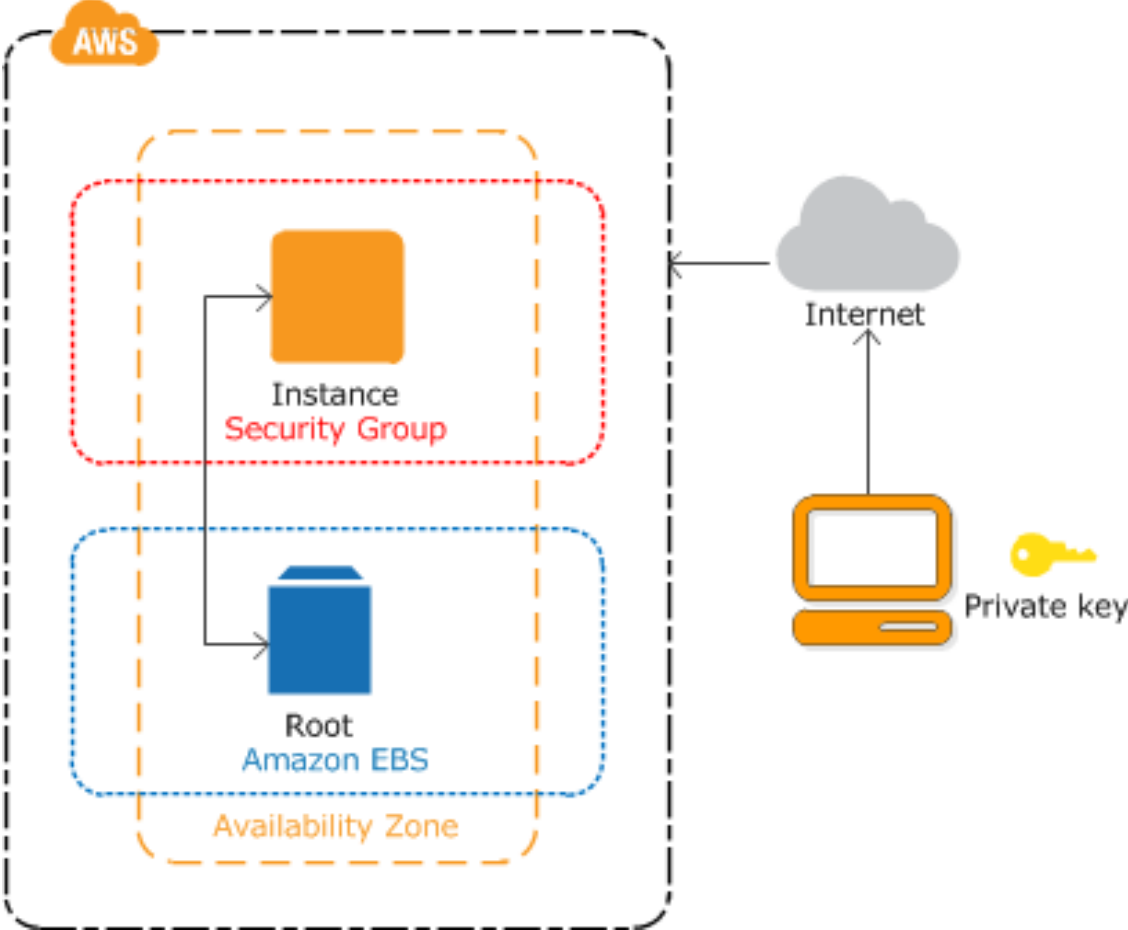 AWS
Instance
Security Group
Root
Amazon EBS
Availability Zone
Internet
Private key